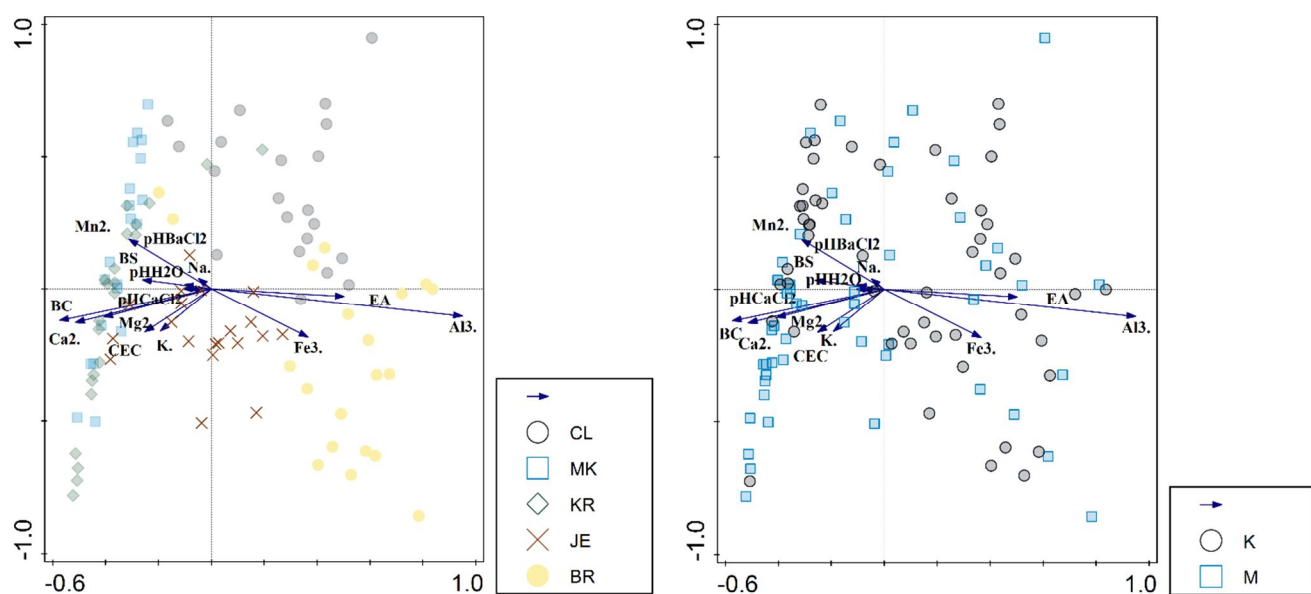 1.0
Mn2.
pHBaCl2
BS
pHH2O
Na.
pHCaCl2
BC
EA
Ca2.
Mg2.
Al3.
CEC
K.
Fe3.
-1.0
-0.6
1.0
CL
MK
KR
JE
BR
1.0
Mn2.
pHBaCl2
BS
pHH2O
Na.
pHCaCl2
EA
BC
Mg2.
Al3.
Ca2.
K.
Fe3.
CEC
-1.0
-0.6
1.0
K
M